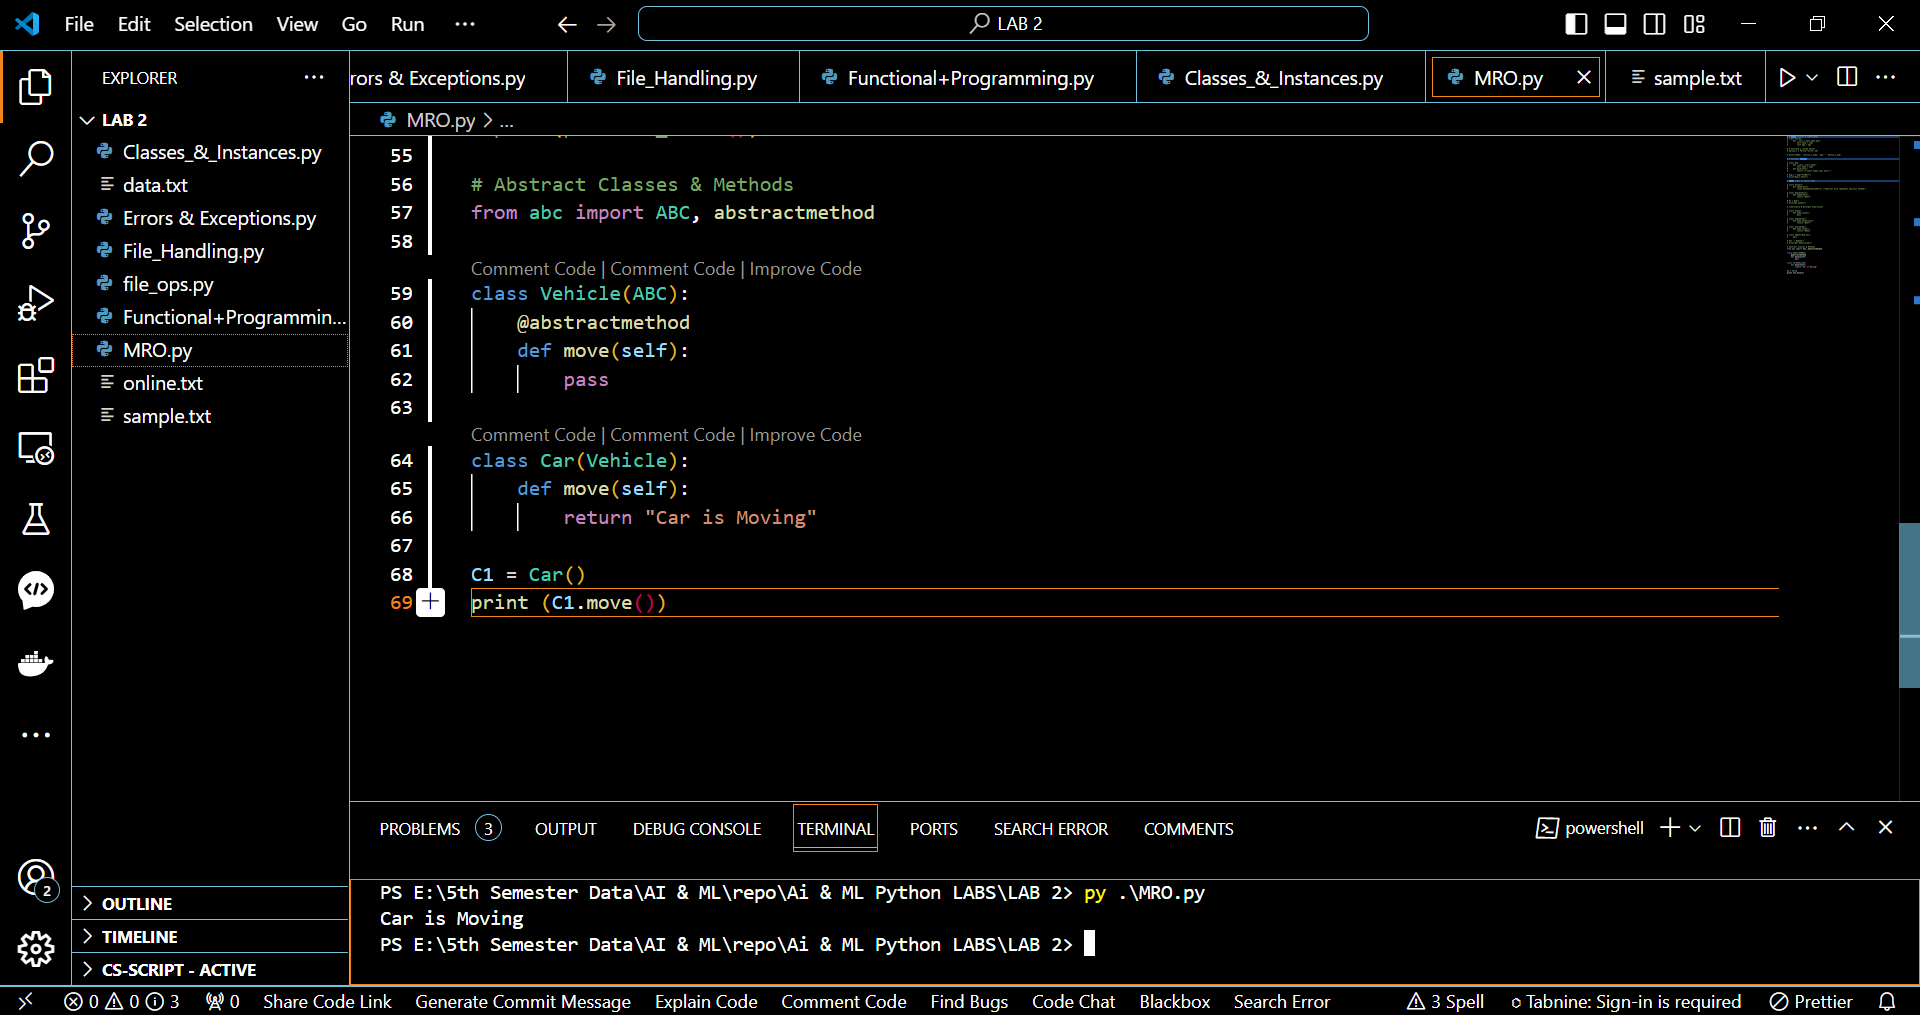 File Edit Selection View Go Run ... LAB 2
EXPLORER ...
LAB 2
Classes_&_Instances.py
data.txt
Errors & Exceptions.py
File_Handling.py
file_ops.py
Functional+Programmin...
MRO.py
online.txt
sample.txt
OUTLINE
TIMELINE
CS-SCRIPT - ACTIVE
2
rors & Exceptions.py File_Handling.py Functional+Programming.py Classes_&_Instances.py MRO.py sample.txt
MRO.py > ...
55
56 # Abstract Classes & Methods
57 from abc import ABC, abstractmethod
58
Comment Code | Comment Code | Improve Code
59 class Vehicle(ABC):
60     @abstractmethod
61     def move(self):
62         pass
63
Comment Code | Comment Code | Improve Code
64 class Car(Vehicle):
65     def move(self):
66         return "Car is Moving"
67
68 C1 = Car()
69 print (C1.move())
PROBLEMS 3 OUTPUT DEBUG CONSOLE TERMINAL PORTS SEARCH ERROR COMMENTS powershell
PS E:\5th Semester Data\AI & ML\repo\Ai & ML Python LABS\LAB 2> py .\MRO.py
Car is Moving
PS E:\5th Semester Data\AI & ML\repo\Ai & ML Python LABS\LAB 2>
0 0 3 0 Share Code Link Generate Commit Message Explain Code Comment Code Find Bugs Code Chat Blackbox Search Error 3 Spell Tabnine: Sign-in is required Prettier